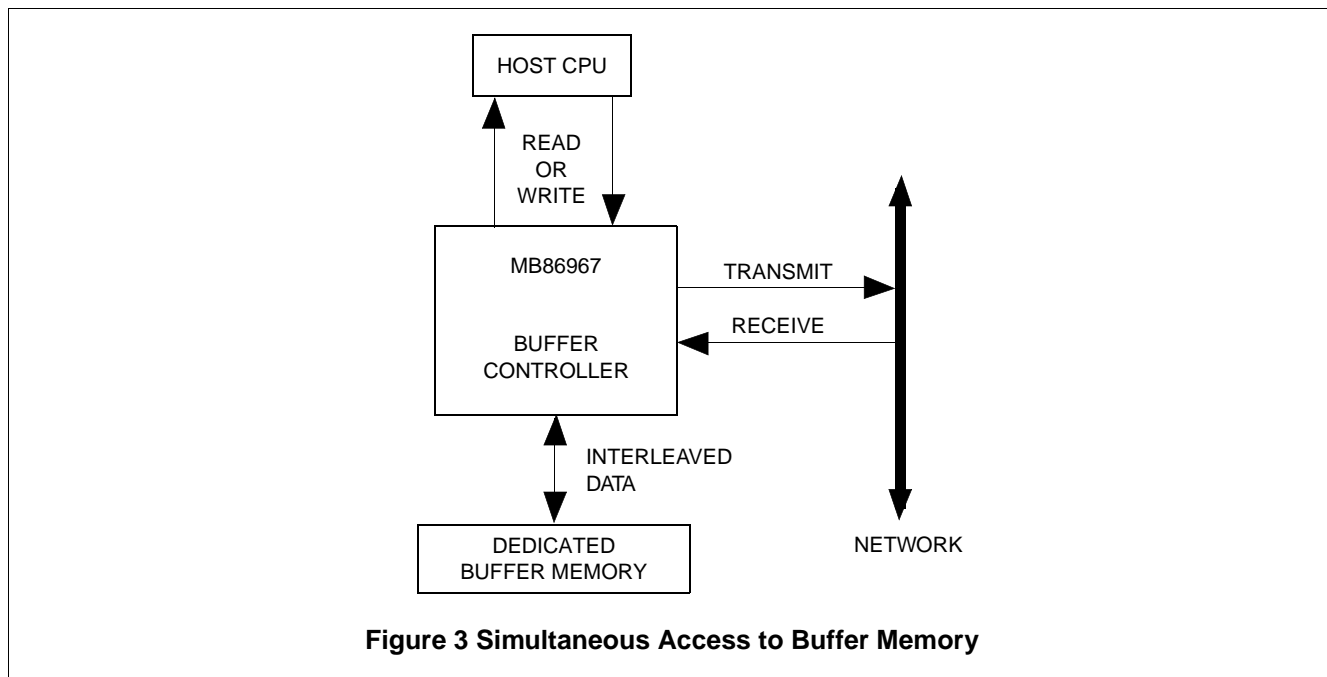 HOST CPU
READ
OR
WRITE
MB86967
BUFFER
CONTROLLER
TRANSMIT
RECEIVE
INTERLEAVED
DATA
DEDICATED
BUFFER MEMORY
NETWORK
Figure 3 Simultaneous Access to Buffer Memory